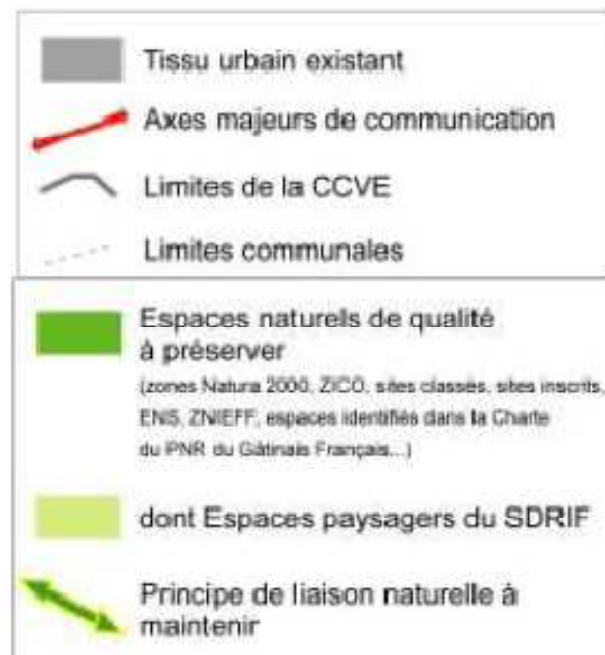 Tissu urbain existant
Axes majeurs de communication
Limites de la CCVE
Limites communales
Espaces naturels de qualité
à préserver
(zones Natura 2000, ZICO, sites classés, sites inscrits,
ENS, ZNIEFF, espaces identifiés dans la Charte
du PNR du Gâtinais Français...)
dont Espaces paysagers du SDRIF
Principe de liaison naturelle à
maintenir